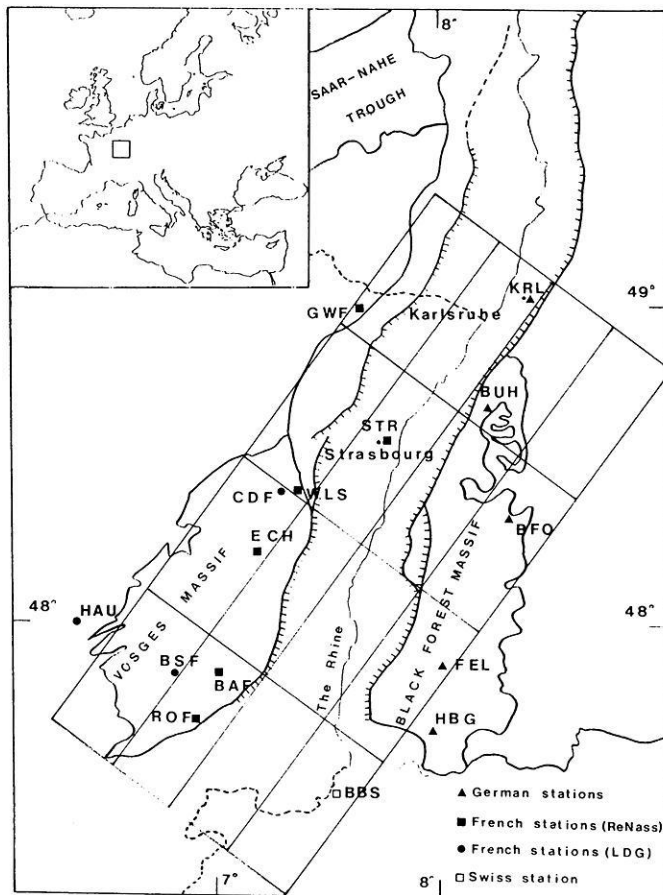 8°
SAAR-NAHE
TROUGH
KRL
49°
GWF
Karlsruhe
BUH
STR
Strasbourg
CDF
WLS
ECH
BFO
VOSGES MASSIF
BLACK FOREST MASSIF
HAU
48°
48°
BSF
BAF
FEL
The Rhine
ROF
HBG
BBS
German stations
French stations (ReNass)
French stations (LDG)
Swiss station
7°
8°